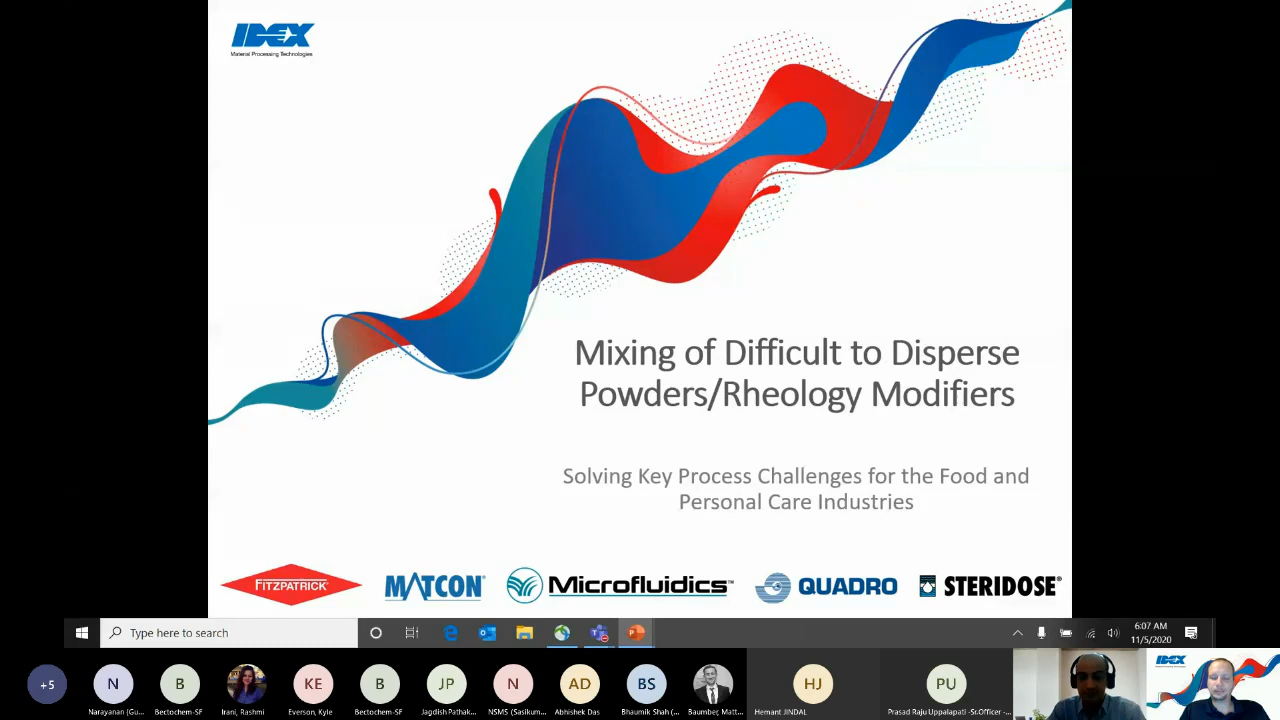 IDEX
Material Processing Technologies
Mixing of Difficult to Disperse
Powders/Rheology Modifiers
Solving Key Process Challenges for the Food and
Personal Care Industries
FITZPATRICK®
MATCON®
Microfluidics™
QUADRO
STERIDOSE®
Type here to search
6:07 AM
11/5/2020
+5
N
B
KE
B
JP
N
AD
BS
HJ
PU
Narayanan (Gu...
Bectochem-SF
Irani, Rashmi
Everson, Kyle
Bectochem-SF
Jagdish Pathak...
NSMS (Sasikum...
Abhishek Das
Bhaumik Shah (...
Baumber, Matt...
Hemant JINDAL
Prasad Raju Uppalapati -Sr.Officer -...
IDEX